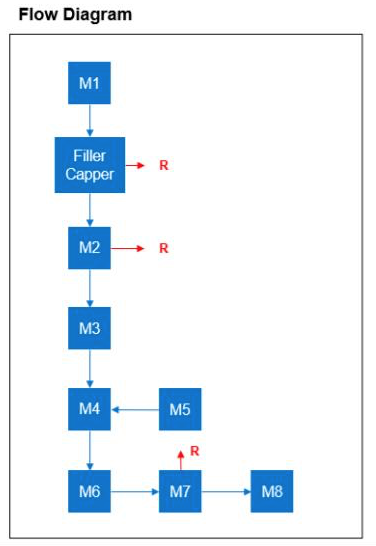 Flow Diagram
M1
Filler
Capper
R
M2
R
M3
M4
M5
R
M6
M7
M8